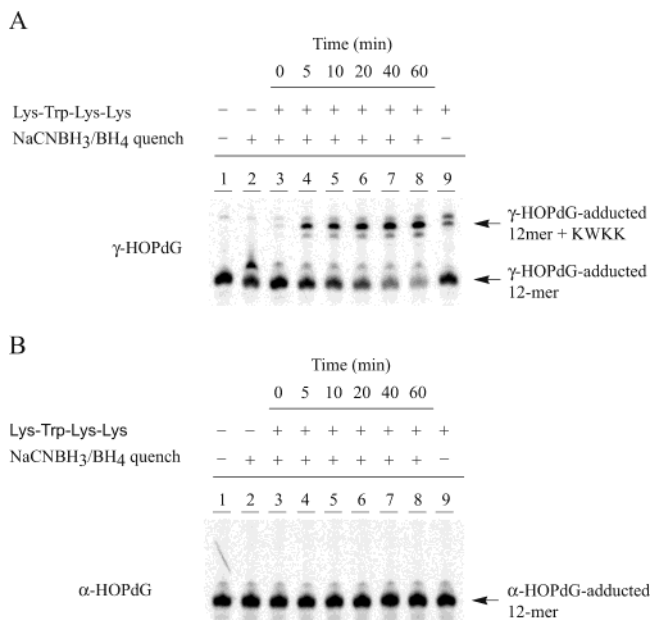 A
Time (min)
0 5 10 20 40 60
Lys-Trp-Lys-Lys − − + + + + + + +
NaCNBH3/BH4 quench − + + + + + + + −
1 2 3 4 5 6 7 8 9
γ-HOPdG
γ-HOPdG-adducted
12mer + KWKK
γ-HOPdG-adducted
12-mer
B
Time (min)
0 5 10 20 40 60
Lys-Trp-Lys-Lys − − + + + + + + +
NaCNBH3/BH4 quench − + + + + + + + −
1 2 3 4 5 6 7 8 9
α-HOPdG
α-HOPdG-adducted
12-mer